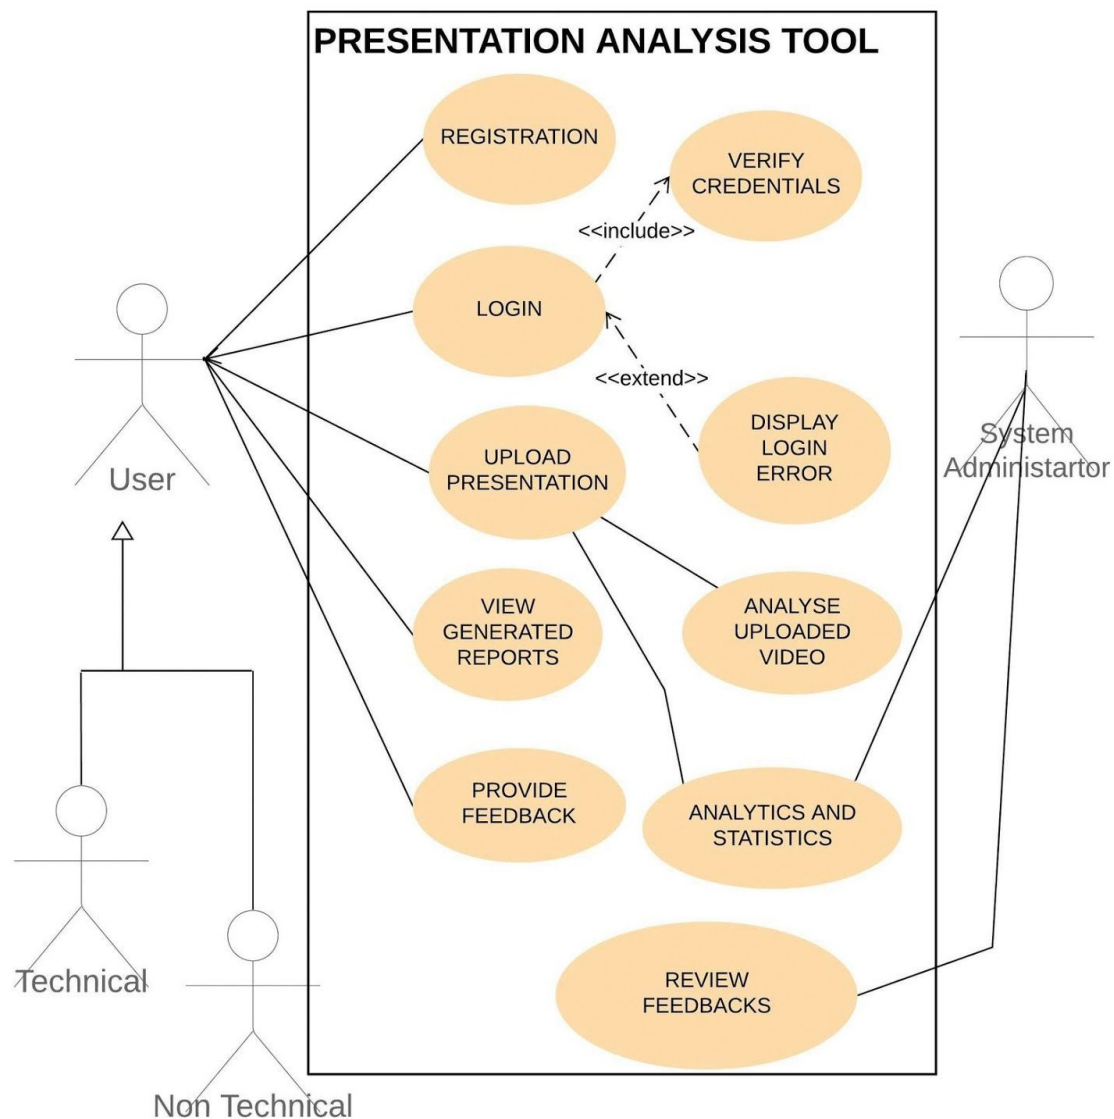 PRESENTATION ANALYSIS TOOL
REGISTRATION
VERIFY
CREDENTIALS
<<include>>
LOGIN
<<extend>>
DISPLAY
LOGIN
ERROR
User
System
Administartor
UPLOAD
PRESENTATION
VIEW
GENERATED
REPORTS
ANALYSE
UPLOADED
VIDEO
PROVIDE
FEEDBACK
ANALYTICS AND
STATISTICS
Technical
REVIEW
FEEDBACKS
Non Technical